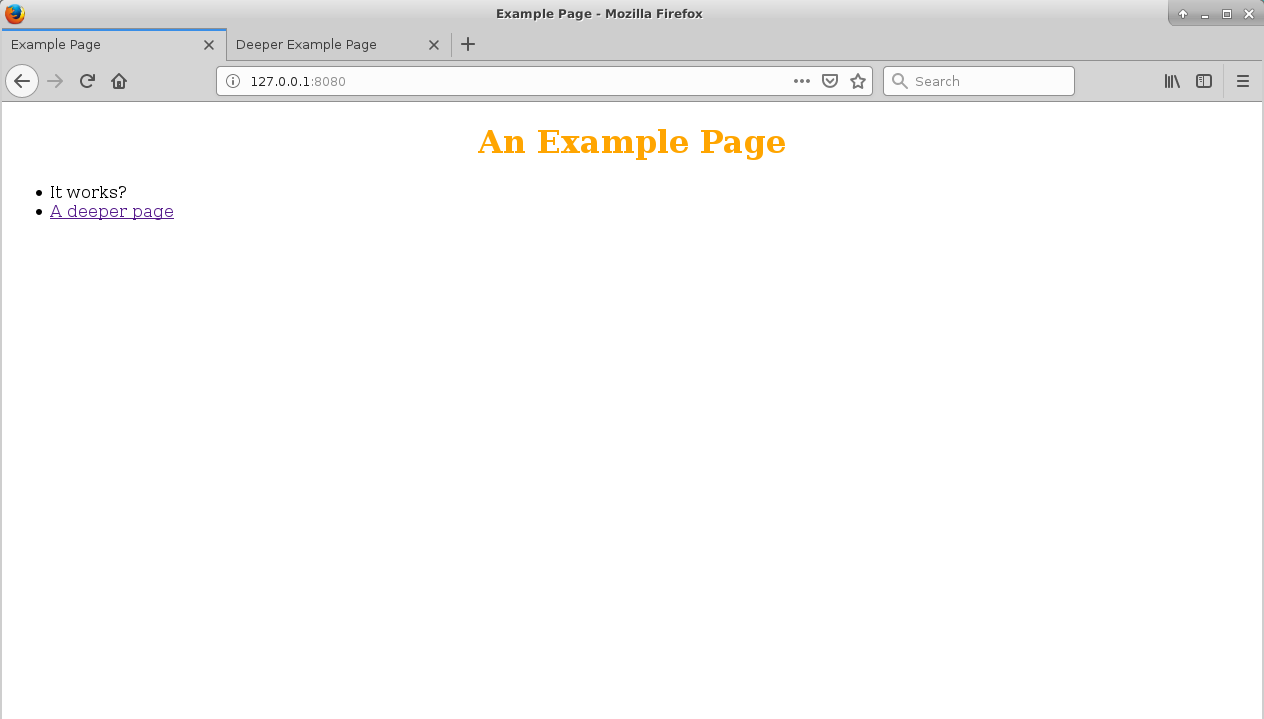 Example Page - Mozilla Firefox
Example Page
Deeper Example Page
127.0.0.1:8080
Search
An Example Page
It works?
A deeper page